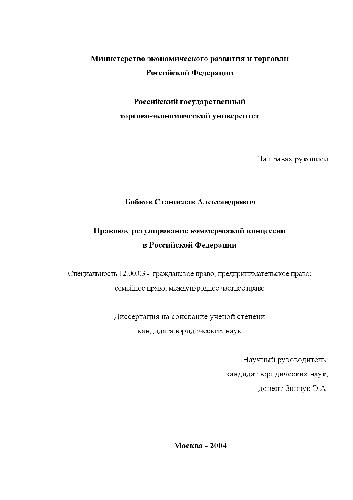 Министерство экономического развития и торговли
Российской Федерации
Российский государственный
торгово-экономический университет
На правах рукописи
Бобков Станислав Александрович
Правовое регулирование коммерческой концессии
в Российской Федерации
Специальность 12.00.03 - гражданское право; предпринимательское право;
семейное право; международное частное право
Диссертация на соискание ученой степени
кандидата юридических наук
Научный руководитель:
кандидат юридических наук,
доцент
Москва - 2004